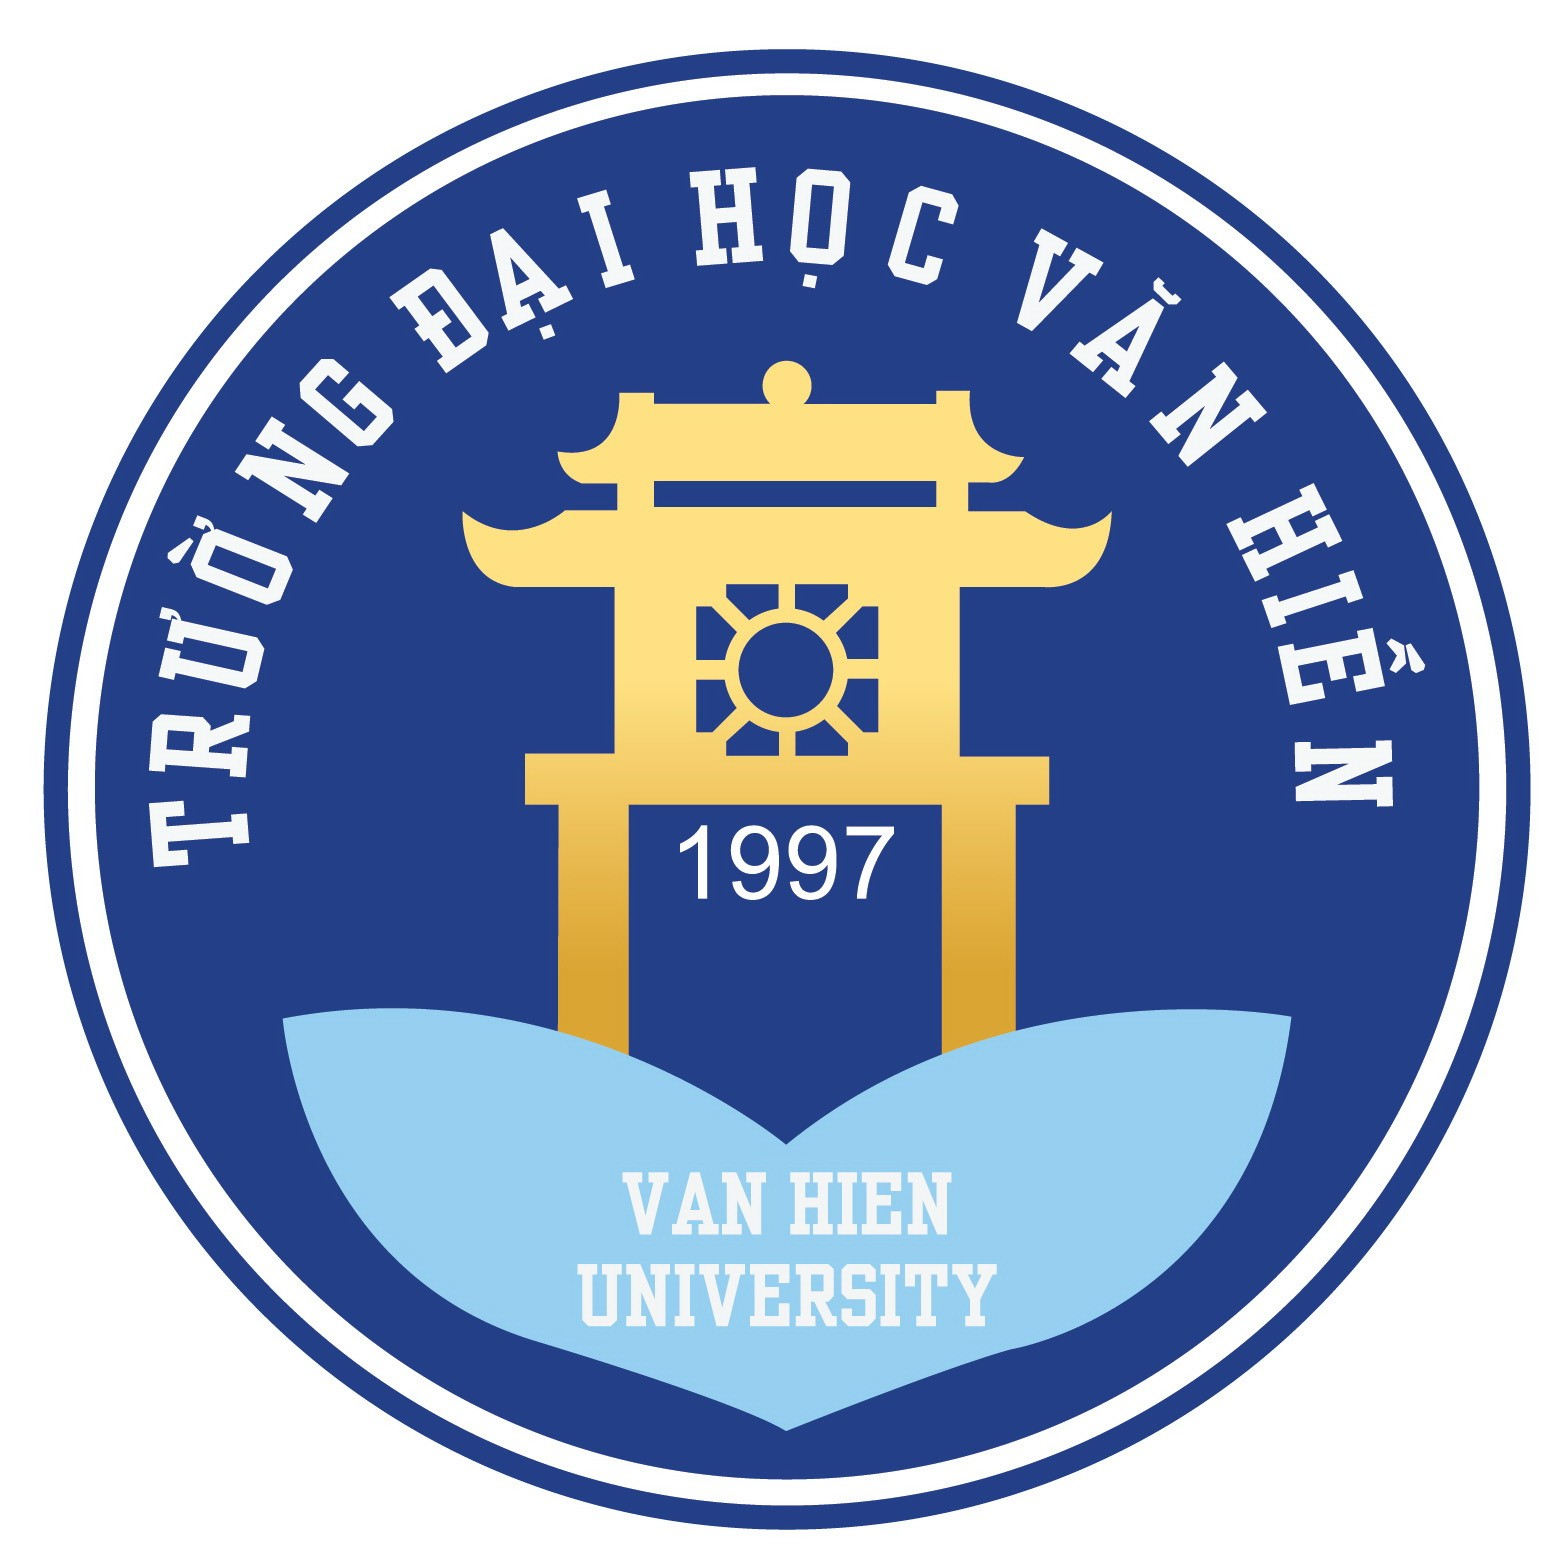 TRƯỜNG ĐẠI HỌC VĂN HIẾN
1997
VAN HIEN
UNIVERSITY